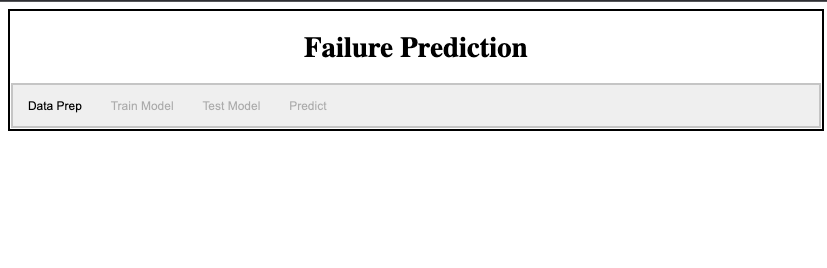 Failure Prediction
Data Prep Train Model Test Model Predict